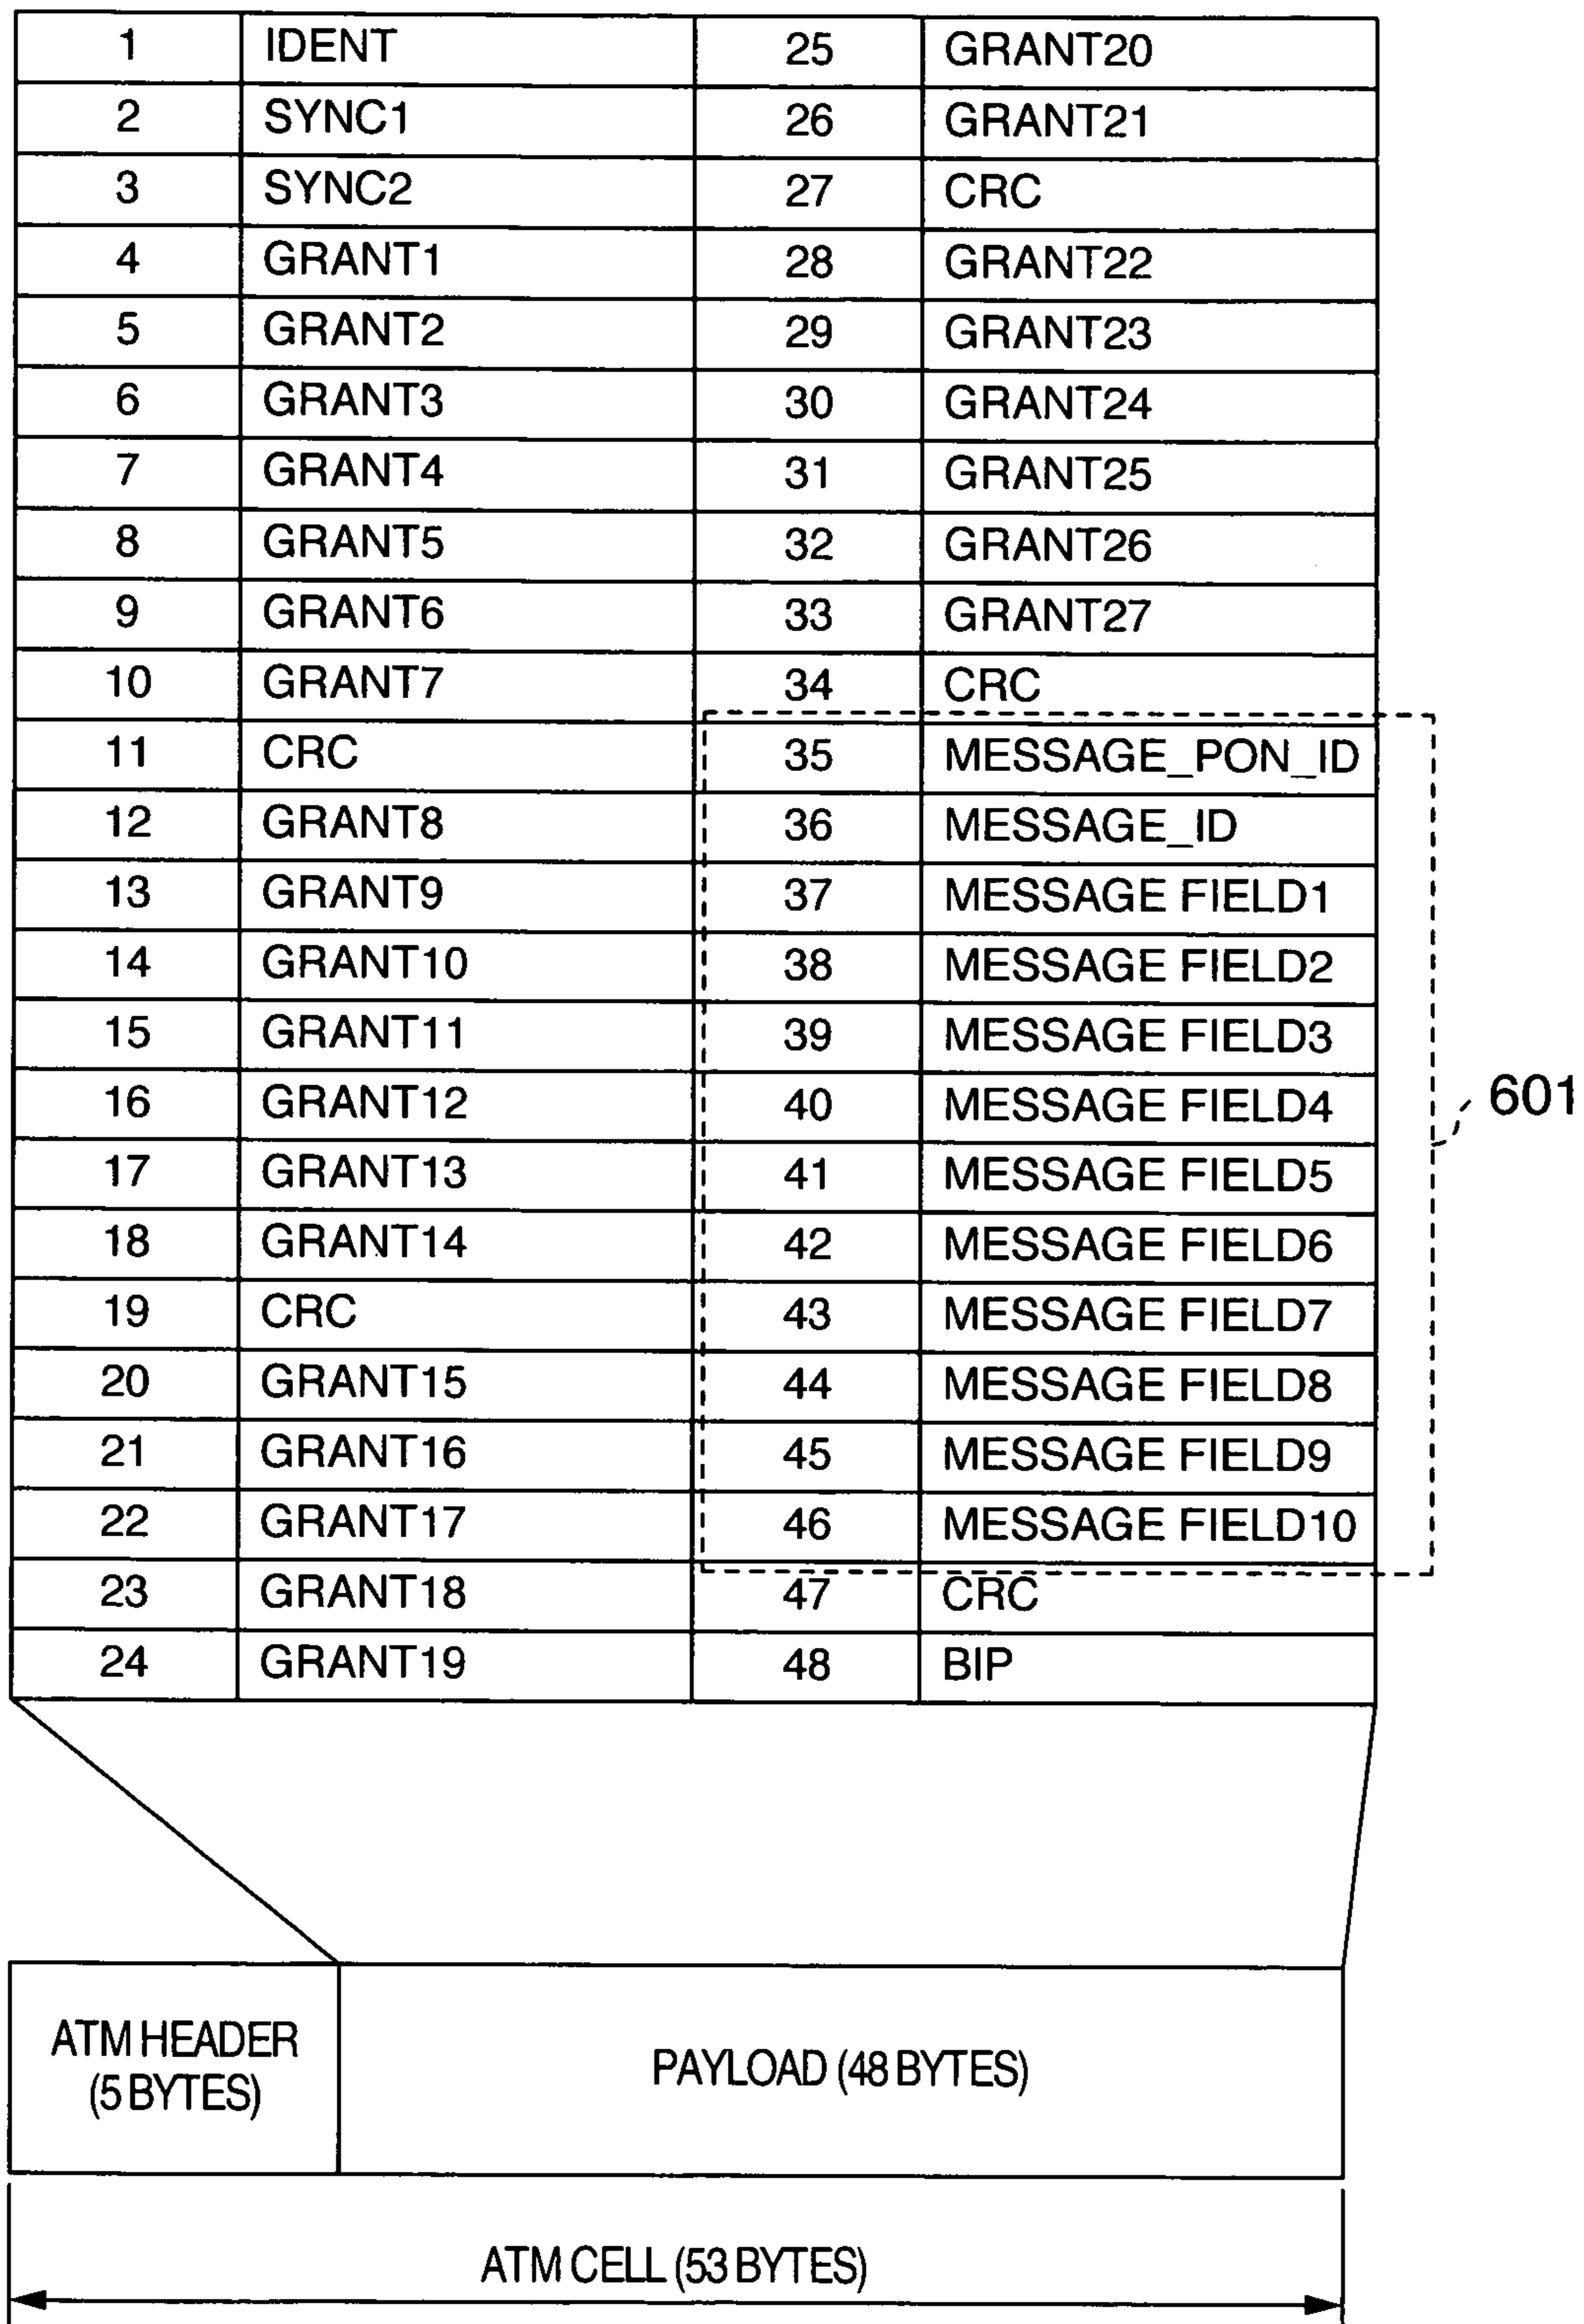 1 IDENT 25 GRANT20
2 SYNC1 26 GRANT21
3 SYNC2 27 CRC
4 GRANT1 28 GRANT22
5 GRANT2 29 GRANT23
6 GRANT3 30 GRANT24
7 GRANT4 31 GRANT25
8 GRANT5 32 GRANT26
9 GRANT6 33 GRANT27
10 GRANT7 34 CRC
11 CRC 35 MESSAGE_PON_ID
12 GRANT8 36 MESSAGE_ID
13 GRANT9 37 MESSAGE FIELD1
14 GRANT10 38 MESSAGE FIELD2
15 GRANT11 39 MESSAGE FIELD3
16 GRANT12 40 MESSAGE FIELD4 601
17 GRANT13 41 MESSAGE FIELD5
18 GRANT14 42 MESSAGE FIELD6
19 CRC 43 MESSAGE FIELD7
20 GRANT15 44 MESSAGE FIELD8
21 GRANT16 45 MESSAGE FIELD9
22 GRANT17 46 MESSAGE FIELD10
23 GRANT18 47 CRC
24 GRANT19 48 BIP
ATM HEADER
(5 BYTES)
PAYLOAD (48 BYTES)
ATM CELL (53 BYTES)